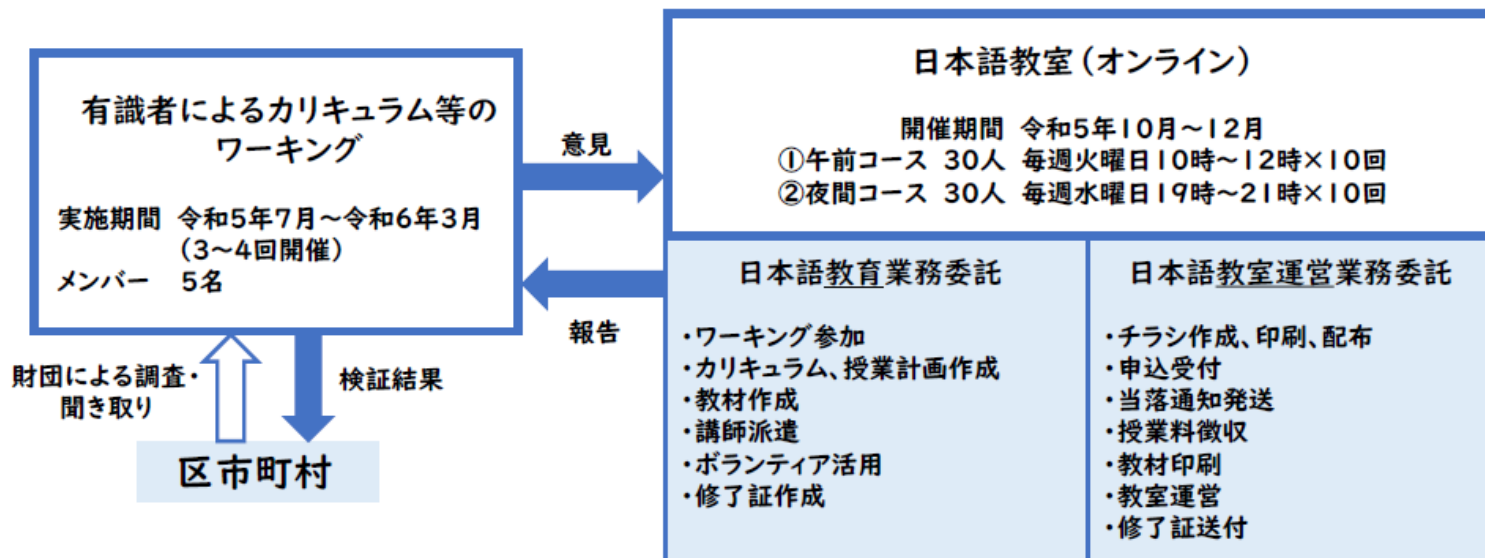 有識者によるカリキュラム等の
ワーキング
実施期間 令和5年7月～令和6年3月
(3～4回開催)
メンバー 5名
意見
報告
財団による調査・
聞き取り
検証結果
区市町村
日本語教室(オンライン)
開催期間 令和5年10月～12月
①午前コース 30人 毎週火曜日10時～12時×10回
②夜間コース 30人 毎週水曜日19時～21時×10回
日本語教育業務委託
・ワーキング参加
・カリキュラム、授業計画作成
・教材作成
・講師派遣
・ボランティア活用
・修了証作成
日本語教室運営業務委託
・チラシ作成、印刷、配布
・申込受付
・当落通知発送
・授業料徴収
・教材印刷
・教室運営
・修了証送付